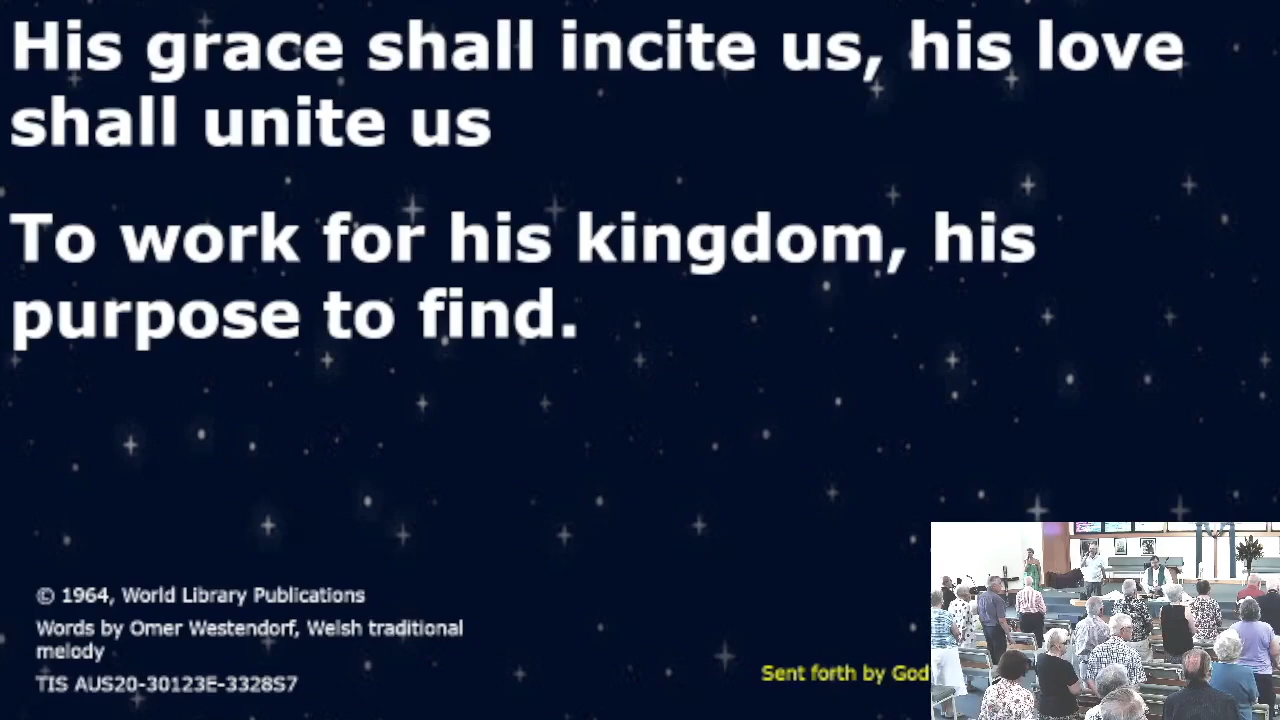 His grace shall incite us, his love
shall unite us
To work for his kingdom, his
purpose to find.
© 1964, World Library Publications
Words by Omer Westendorf, Welsh traditional
melody
TIS AUS20-30123E-3328S7
Sent forth by God